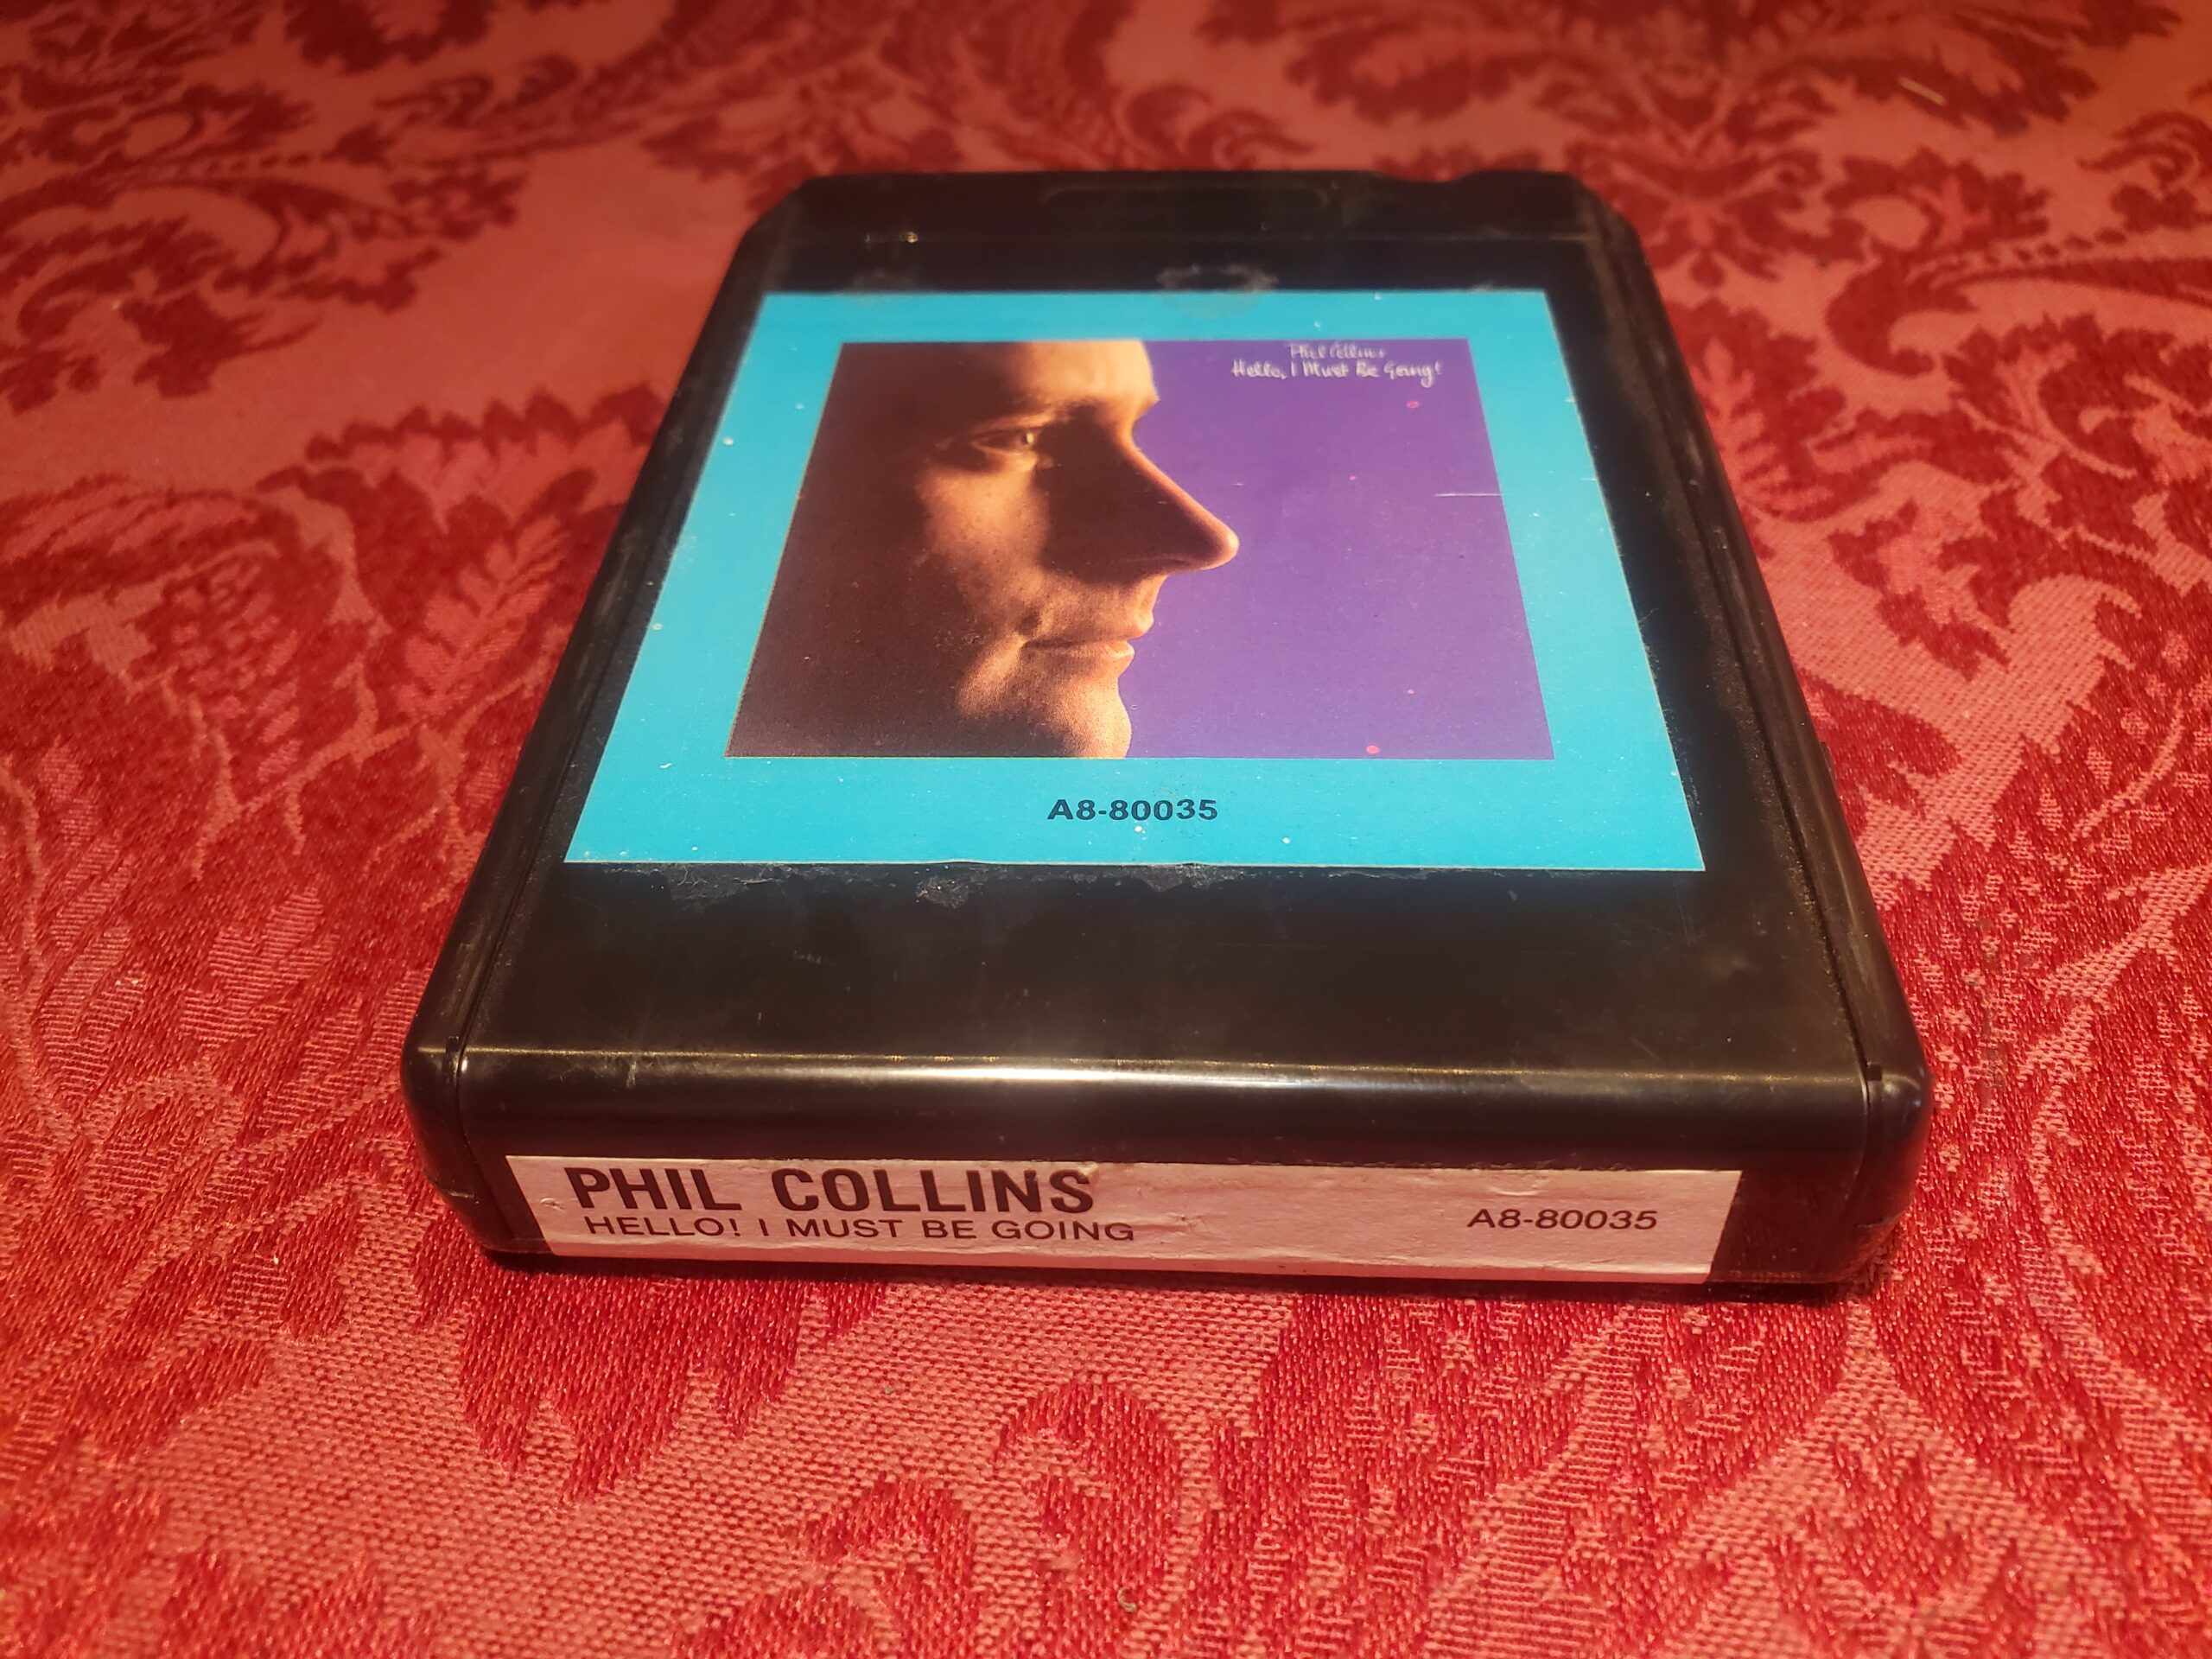 Phil Collins
Hello, I Must Be Going!
A8-80035
PHIL COLLINS
HELLO! I MUST BE GOING
A8-80035